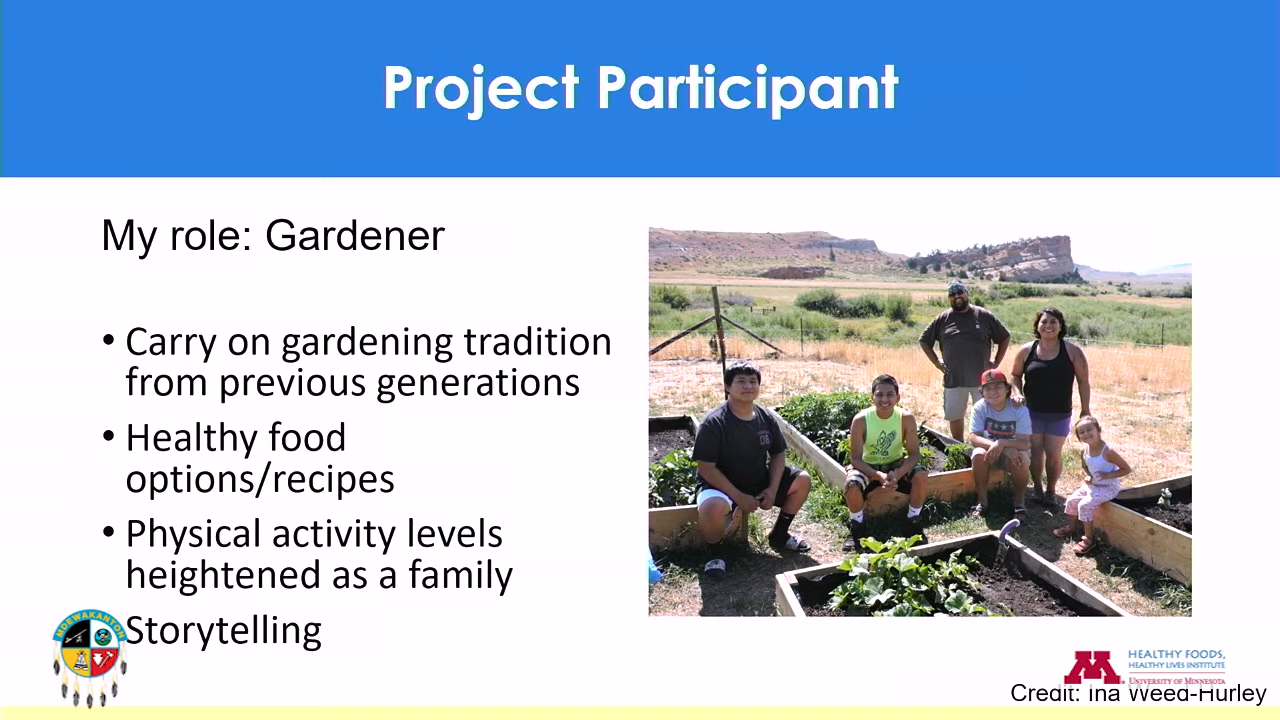 Project Participant
My role: Gardener
• Carry on gardening tradition
from previous generations
• Healthy food
options/recipes
• Physical activity levels
heightened as a family
Storytelling
MDEWAKANTON
M HEALTHY FOODS,
HEALTHY LIVES INSTITUTE
UNIVERSITY OF MINNESOTA
Credit: Ina Weed-Hurley